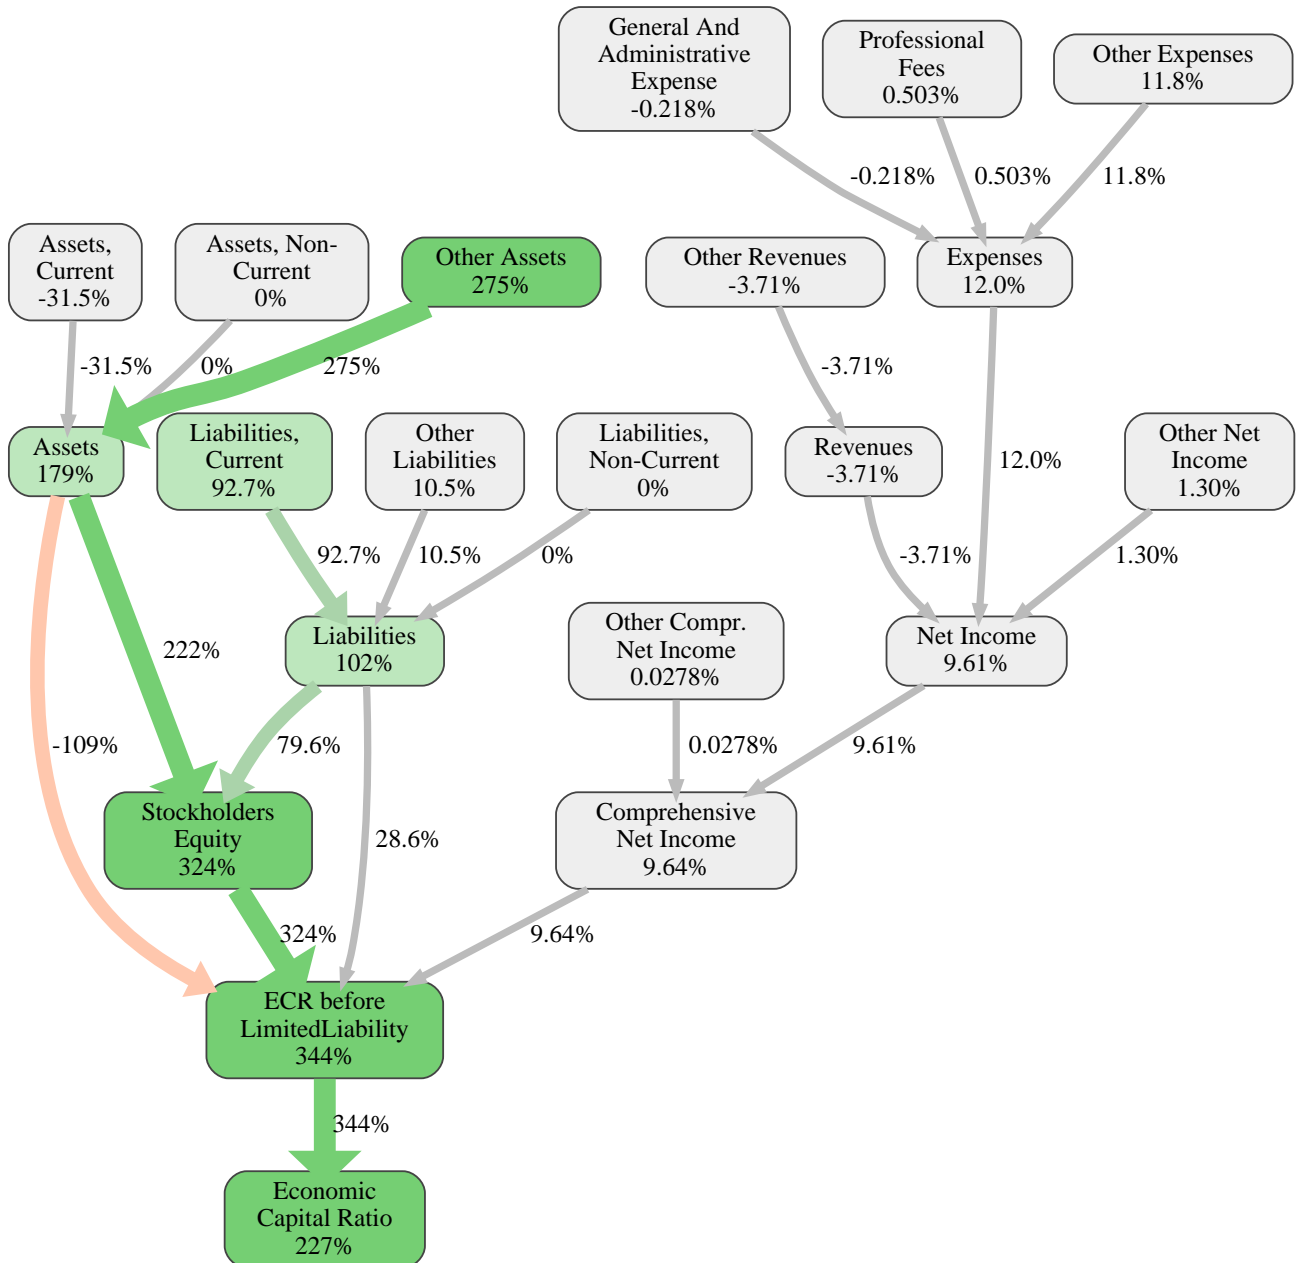 General And
Administrative
Expense
-0.218%
Professional
Fees
0.503%
Other Expenses
11.8%
-0.218%
0.503%
11.8%
Assets,
Current
-31.5%
Assets, Non-
Current
0%
Other Assets
275%
Other Revenues
-3.71%
Expenses
12.0%
-31.5%
0%
275%
-3.71%
Assets
179%
Liabilities,
Current
92.7%
Other
Liabilities
10.5%
Liabilities,
Non-Current
0%
Revenues
-3.71%
12.0%
Other Net
Income
1.30%
92.7%
10.5%
0%
-3.71%
1.30%
222%
Liabilities
102%
Other Compr.
Net Income
0.0278%
Net Income
9.61%
-109%
79.6%
0.0278%
9.61%
Stockholders
Equity
324%
28.6%
Comprehensive
Net Income
9.64%
324%
9.64%
ECR before
LimitedLiability
344%
344%
Economic
Capital Ratio
227%